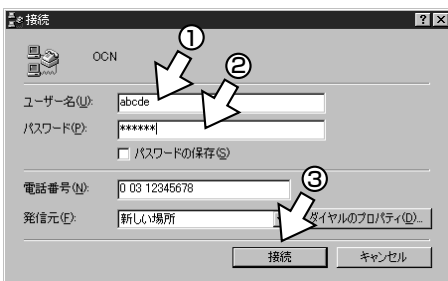 接続
①
OCN
②
ユーザー名(U): abcde
パスワード(P): ******
パスワードの保存(S)
電話番号(N): 0 03 12345678
③
発信元(F): 新しい場所 ダイヤルのプロパティ(D)...
接続 キャンセル